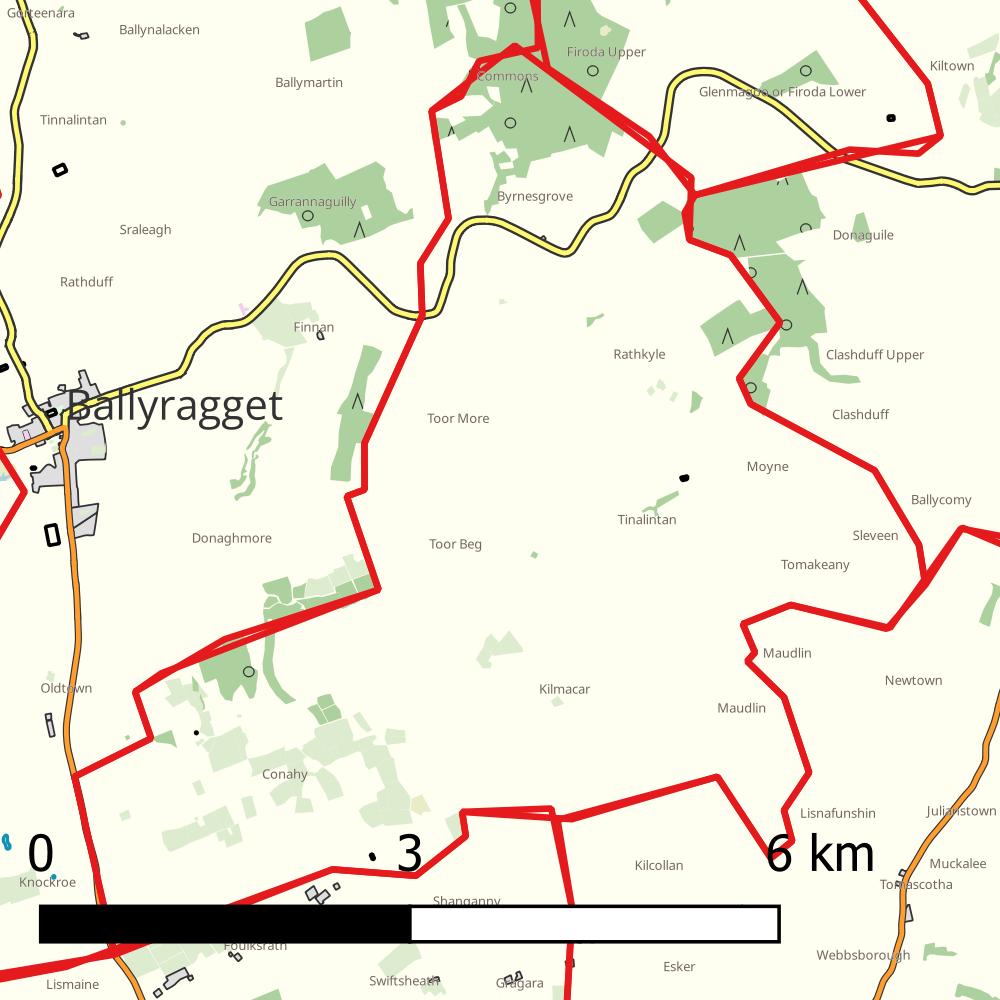 Gorteenara
Ballynalacken
Firoda Upper
Kiltown
Commons
Ballymartin
Glenmagoo or Firoda Lower
Tinnalintan
Byrnesgrove
Garrannaguilly
Sraleagh
Donaguile
Rathduff
Finnan
Rathkyle
Clashduff Upper
Ballyragget
Toor More
Clashduff
Moyne
Ballycomy
Tinalintan
Sleveen
Donaghmore
Toor Beg
Tomakeany
Maudlin
Newtown
Oldtown
Kilmacar
Maudlin
Conahy
Lisnafunshin
Julianstown
0 3 6 km
Kilcollan
Muckalee
Knockroe
Tomascotha
Shanganny
Foulksrath
Webbsborough
Esker
Lismaine
Swiftsheath
Gragara